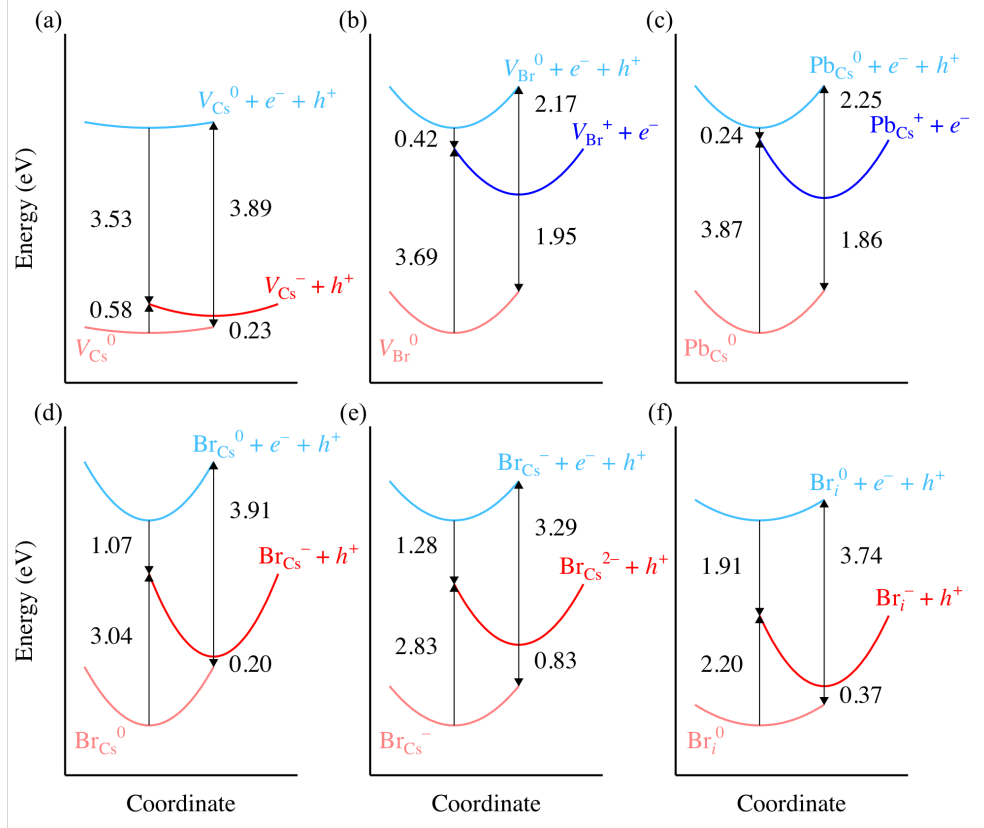 (a)
(b)
(c)
V_Cs^0 + e^− + h^+
3.53
3.89
0.58
V_Cs^− + h^+
0.23
V_Cs^0
V_Br^0 + e^− + h^+
2.17
0.42
V_Br^+ + e^−
3.69
1.95
V_Br^0
Pb_Cs^0 + e^− + h^+
2.25
0.24
Pb_Cs^+ + e^−
3.87
1.86
Pb_Cs^0
Energy (eV)
(d)
(e)
(f)
Br_Cs^0 + e^− + h^+
3.91
1.07
Br_Cs^− + h^+
3.04
0.20
Br_Cs^0
Br_Cs^− + e^− + h^+
3.29
1.28
Br_Cs^2− + h^+
2.83
0.83
Br_Cs^−
Br_i^0 + e^− + h^+
3.74
1.91
Br_i^− + h^+
2.20
0.37
Br_i^0
Energy (eV)
Coordinate
Coordinate
Coordinate